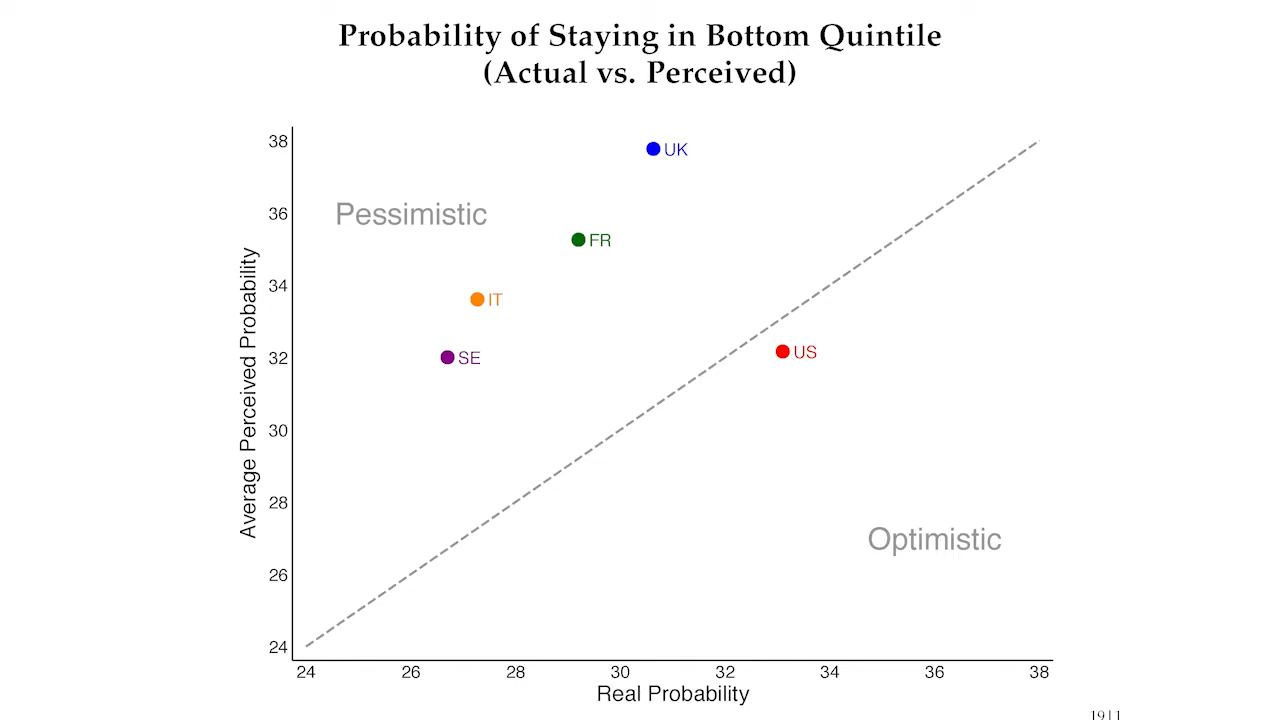 Probability of Staying in Bottom Quintile
(Actual vs. Perceived)
38
36
34
32
30
28
26
24
Average Perceived Probability
Pessimistic
UK
FR
IT
SE
US
Optimistic
24 26 28 30 32 34 36 38
Real Probability